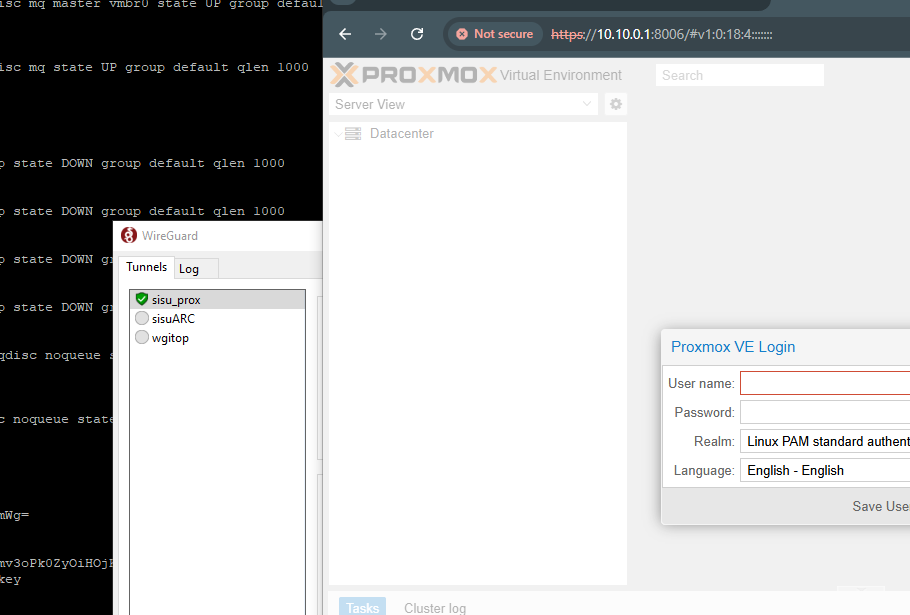 isc mq master vmbr0 state UP group defaul
isc mq state UP group default qlen 1000
p state DOWN group default qlen 1000
p state DOWN group default qlen 1000
p state DOWN g
p state DOWN g
qdisc noqueue s
c noqueue state
mWg=
mv3oPk0ZyOiHOjP
key
WireGuard
Tunnels
Log
sisu_prox
sisuARC
wgitop
Not secure
https://10.10.0.1:8006/#v1:0:18:4:::::::
PROXMOX Virtual Environment
Search
Server View
Datacenter
Proxmox VE Login
User name:
Password:
Realm: Linux PAM standard authent
Language: English - English
Save Use
Tasks
Cluster log